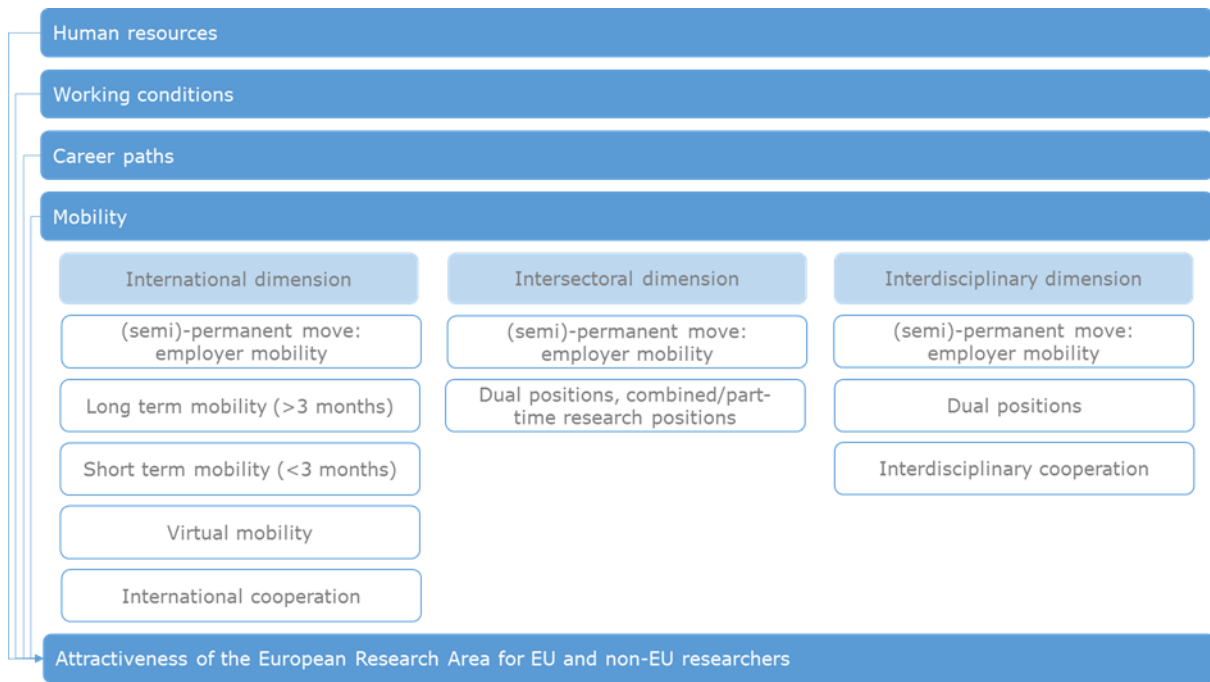 Human resources
Working conditions
Career paths
Mobility
International dimension
(semi)-permanent move:
employer mobility
Long term mobility (>3 months)
Short term mobility (<3 months)
Virtual mobility
International cooperation
Intersectoral dimension
(semi)-permanent move:
employer mobility
Dual positions, combined/part-
time research positions
Interdisciplinary dimension
(semi)-permanent move:
employer mobility
Dual positions
Interdisciplinary cooperation
Attractiveness of the European Research Area for EU and non-EU researchers